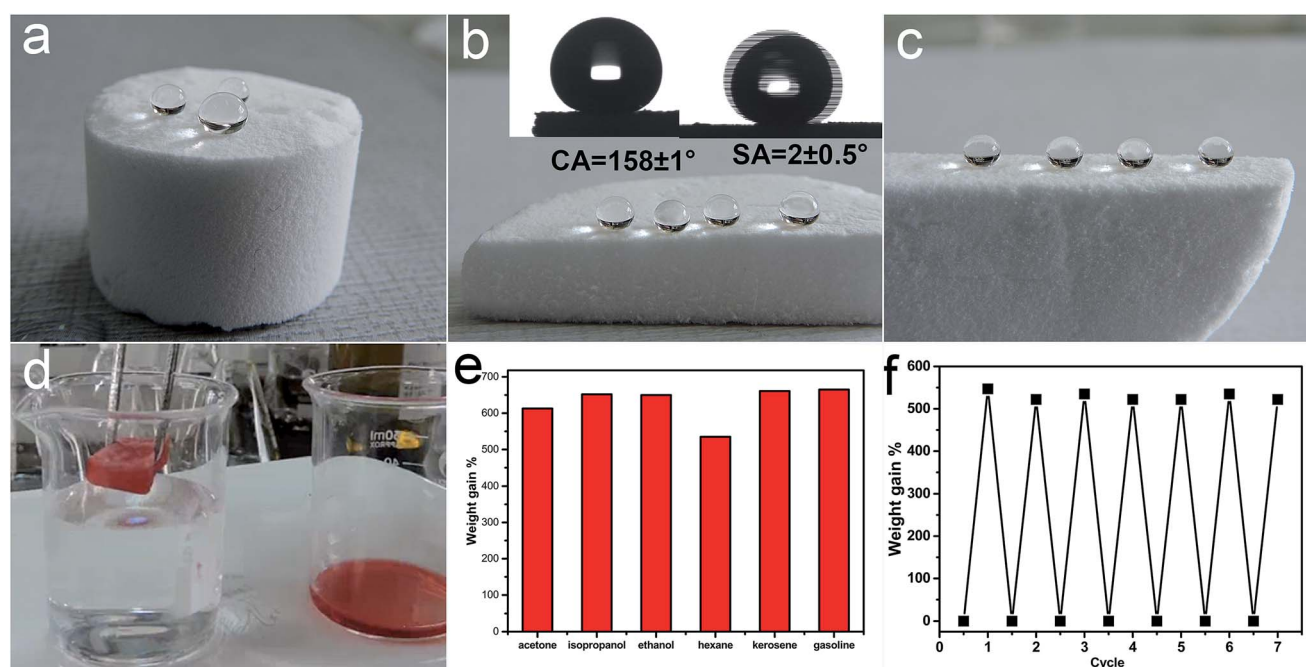 a
b
CA=158±1°
SA=2±0.5°
c
d
e
Weight gain %
700
600
500
400
300
200
100
0
acetone isopropanol ethanol hexane kerosene gasoline
f
Weight gain %
600
500
400
300
200
100
0
0 1 2 3 4 5 6 7
Cycle